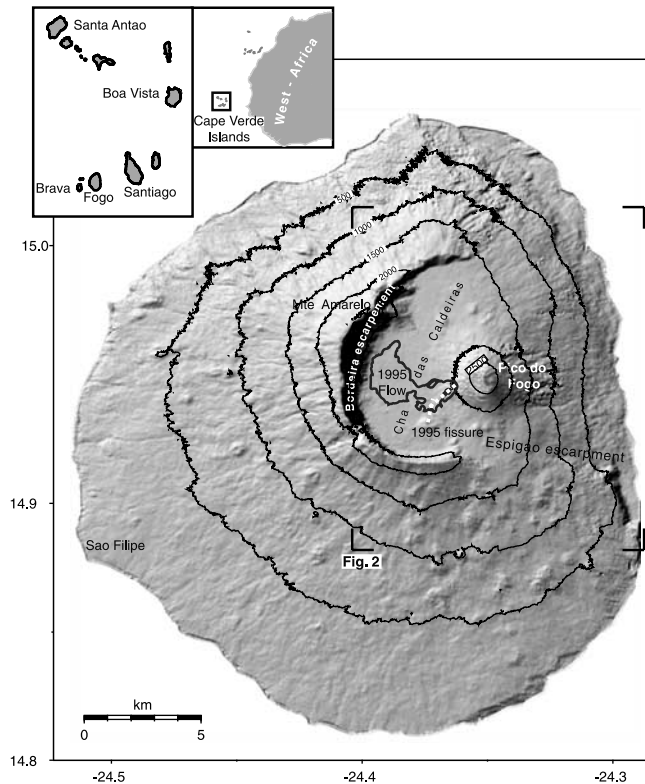 Santa Antao
Boa Vista
Brava
Fogo
Santiago
West - Africa
Cape Verde
Islands
500
1000
1500
2000
15.0
Mte Amarelo
Bordeira escarpment
Cha das Caldeiras
1995
Flow
Pico do
Fogo
1995 fissure
Espigao escarpment
14.9
Sao Filipe
Fig. 2
km
0 5
14.8
-24.5 -24.4 -24.3